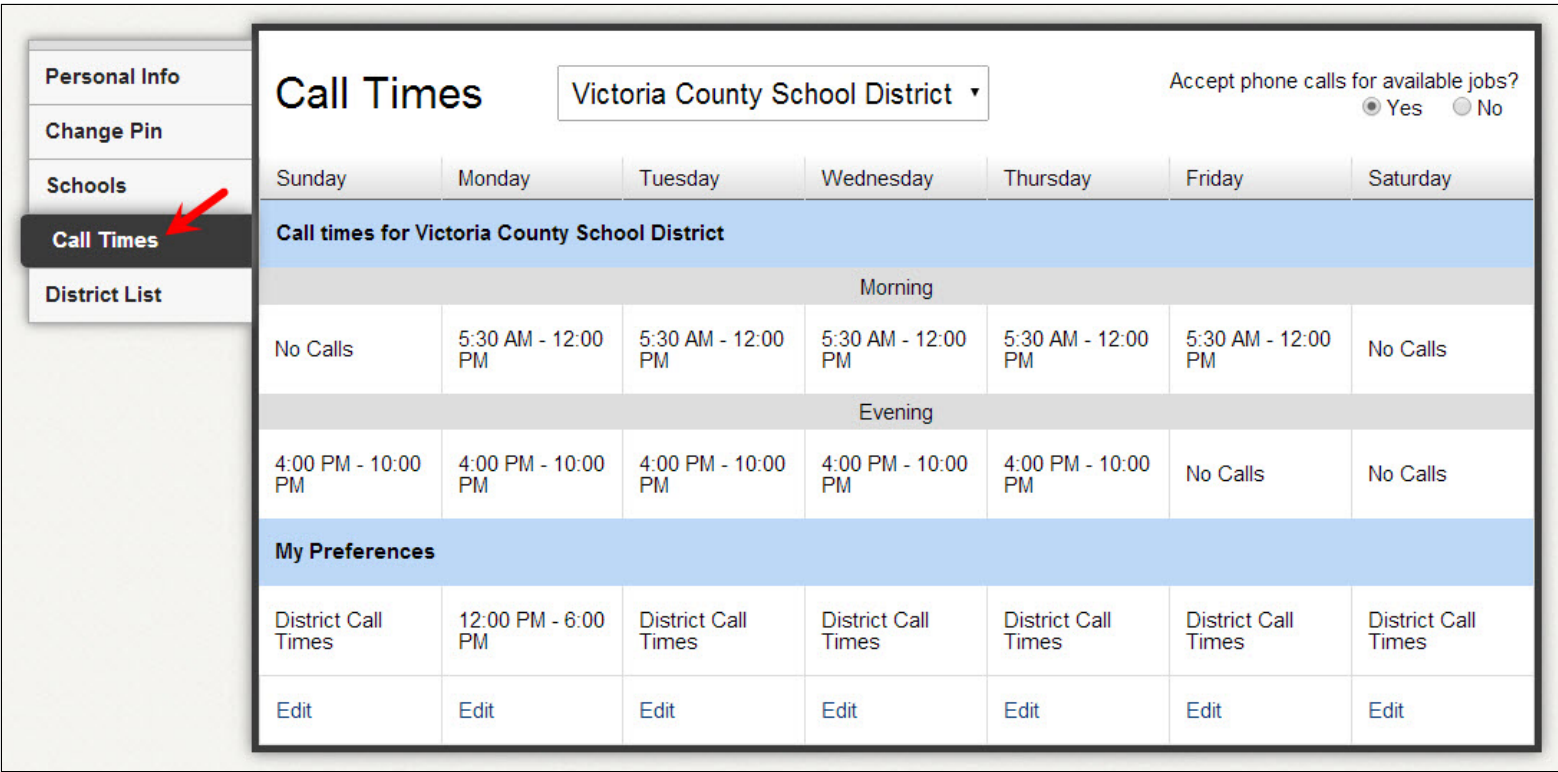 Personal Info
Change Pin
Schools
Call Times
District List
Call Times
Victoria County School District
Accept phone calls for available jobs?
Yes No
Sunday Monday Tuesday Wednesday Thursday Friday Saturday
Call times for Victoria County School District
Morning
No Calls 5:30 AM - 12:00 PM 5:30 AM - 12:00 PM 5:30 AM - 12:00 PM 5:30 AM - 12:00 PM 5:30 AM - 12:00 PM No Calls
Evening
4:00 PM - 10:00 PM 4:00 PM - 10:00 PM 4:00 PM - 10:00 PM 4:00 PM - 10:00 PM 4:00 PM - 10:00 PM No Calls No Calls
My Preferences
District Call Times 12:00 PM - 6:00 PM District Call Times District Call Times District Call Times District Call Times District Call Times
Edit Edit Edit Edit Edit Edit Edit